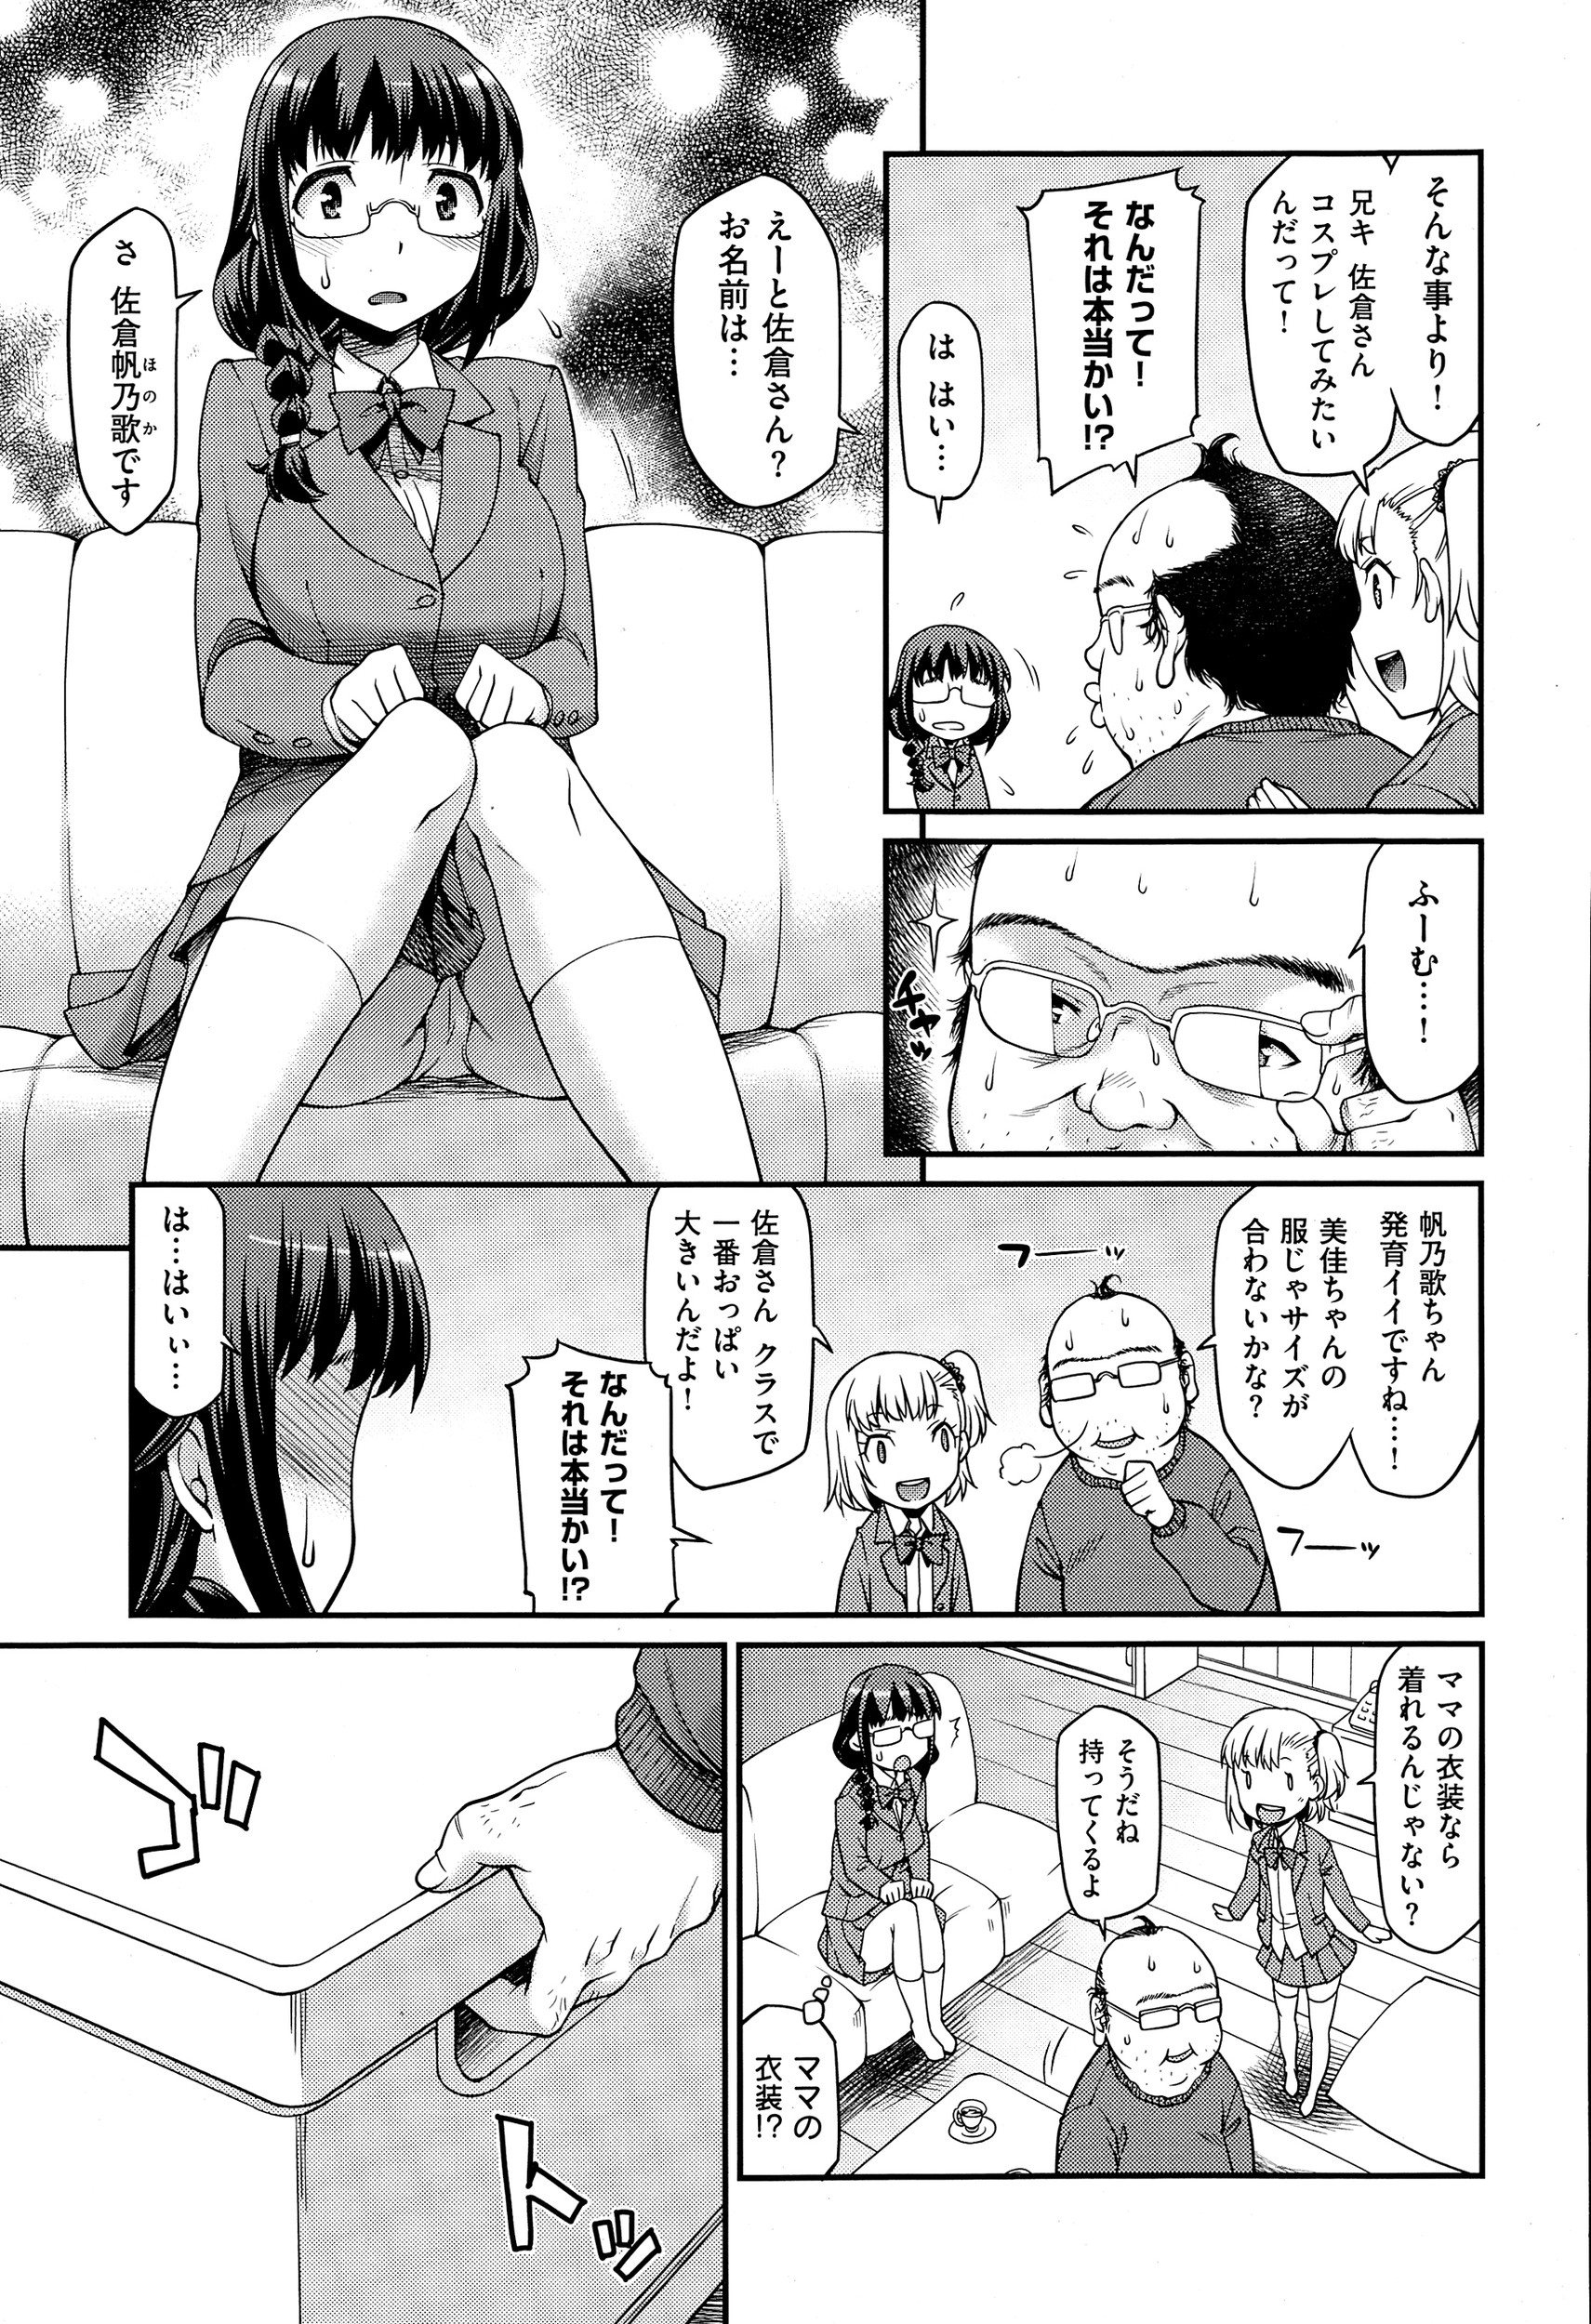 そんな事より！
兄キ 佐倉さん
コスプレしてみたい
んだって！
なんだって！
それは本当かい!?
は はい…
えーと佐倉さん？
お名前は…
さ 佐倉帆乃歌です
ほのか
ふーむ…！
チャッ
帆乃歌ちゃん
発育イイですね…！
美佳ちゃんの
服じゃサイズが
合わないかな？
フーーッ
フーーッ
佐倉さん クラスで
一番おっぱい
大きいんだよ！
なんだって！
それは本当かい!?
は…はいぃ…
ママの衣装なら
着れるんじゃない？
そうだね
持ってくるよ
ママの
衣装!?
ゴッ
トッ